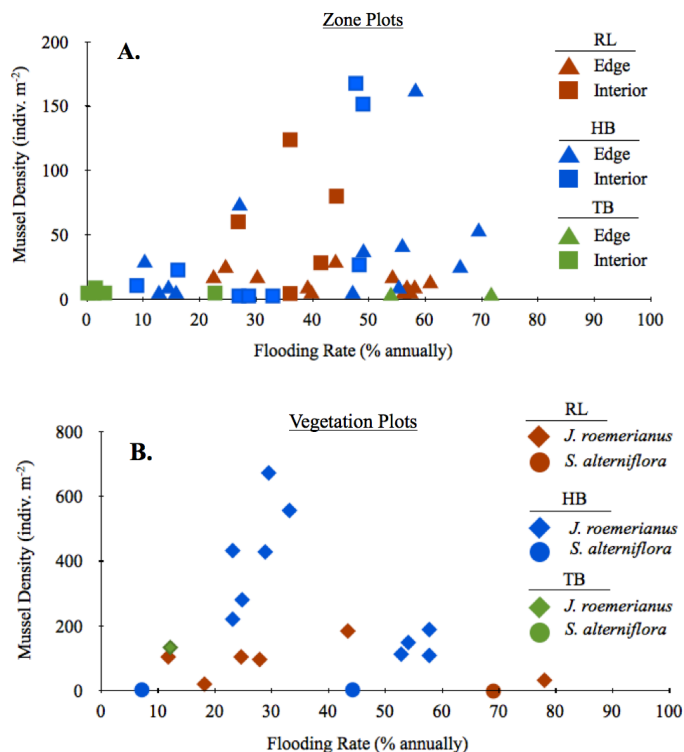 Zone Plots
A.
200
150
100
50
0
Mussel Density (indiv. m-2)
0 10 20 30 40 50 60 70 80 90 100
Flooding Rate (% annually)
RL
Edge
Interior
HB
Edge
Interior
TB
Edge
Interior
Vegetation Plots
B.
800
600
400
200
0
Mussel Density (indiv. m-2)
0 10 20 30 40 50 60 70 80 90 100
Flooding Rate (% annually)
RL
J. roemerianus
S. alterniflora
HB
J. roemerianus
S. alterniflora
TB
J. roemerianus
S. alterniflora